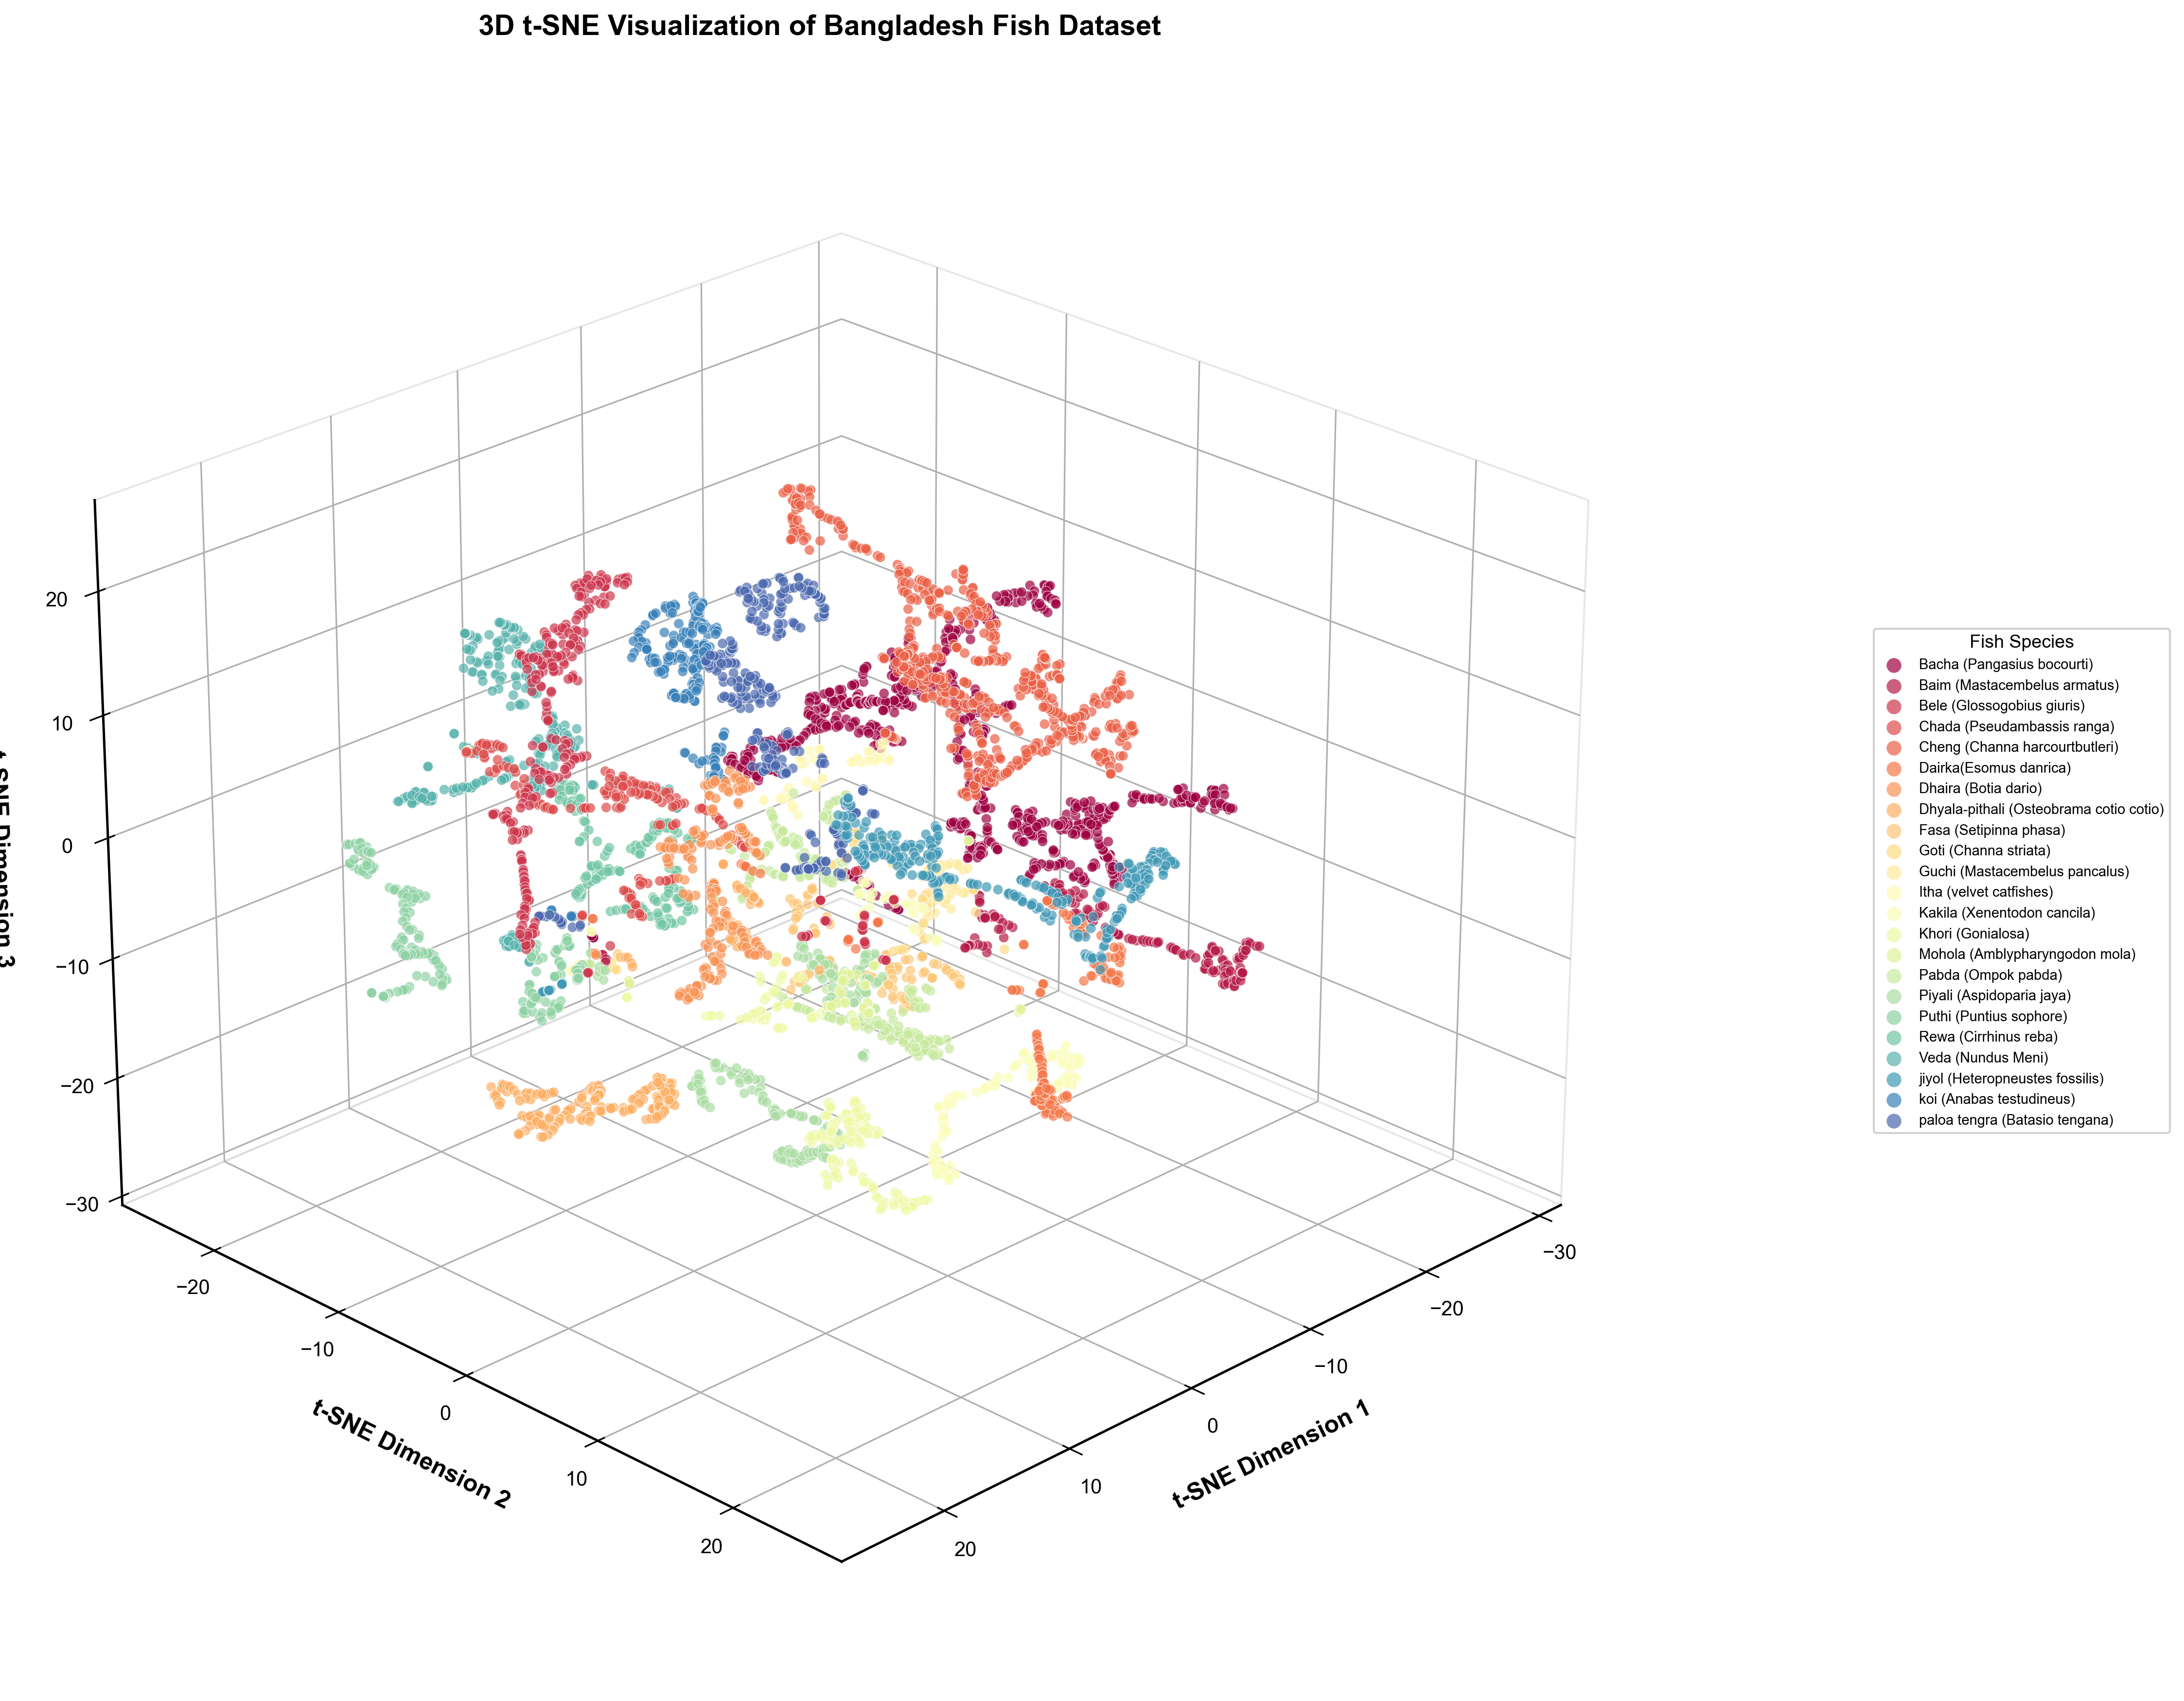 3D t-SNE Visualization of Bangladesh Fish Dataset
20
10
0
−10
−20
−30
t-SNE Dimension 3
−20
−10
0
10
20
t-SNE Dimension 2
−30
−20
−10
0
10
20
t-SNE Dimension 1
Fish Species
Bacha (Pangasius bocourti)
Baim (Mastacembelus armatus)
Bele (Glossogobius giuris)
Chada (Pseudambassis ranga)
Cheng (Channa harcourtbutleri)
Dairka(Esomus danrica)
Dhaira (Botia dario)
Dhyala-pithali (Osteobrama cotio cotio)
Fasa (Setipinna phasa)
Goti (Channa striata)
Guchi (Mastacembelus pancalus)
Itha (velvet catfishes)
Kakila (Xenentodon cancila)
Khori (Gonialosa)
Mohola (Amblypharyngodon mola)
Pabda (Ompok pabda)
Piyali (Aspidoparia jaya)
Puthi (Puntius sophore)
Rewa (Cirrhinus reba)
Veda (Nundus Meni)
jiyol (Heteropneustes fossilis)
koi (Anabas testudineus)
paloa tengra (Batasio tengana)